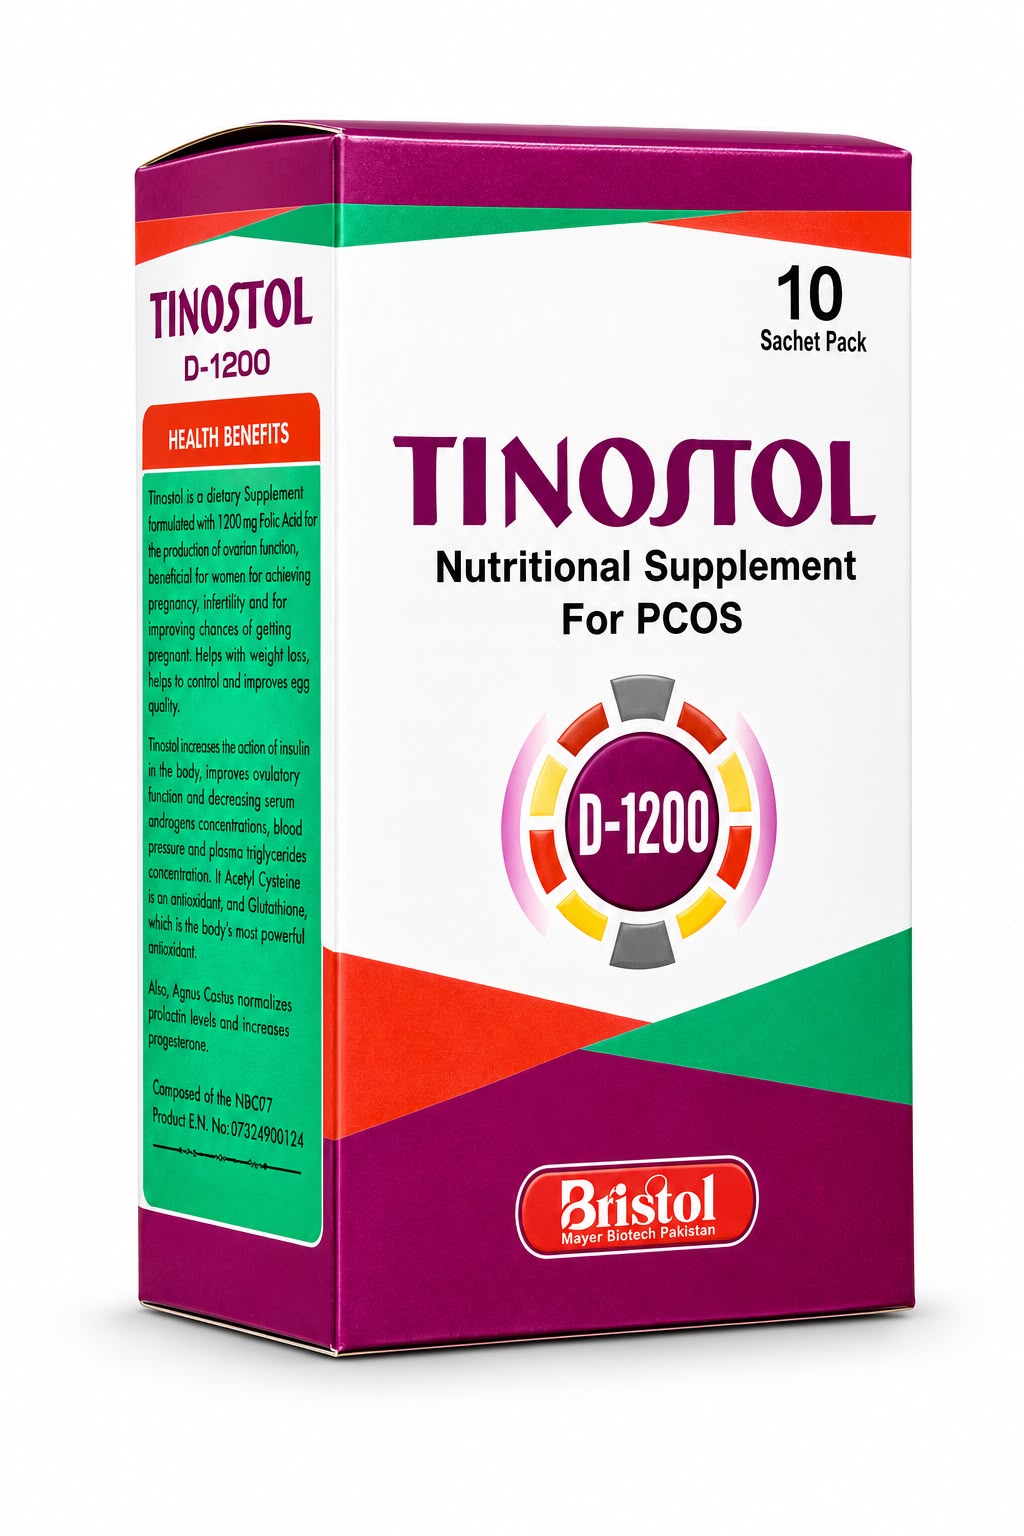 TINOSTOL
D-1200
HEALTH BENEFITS
Tinostol is a dietary Supplement
formulated with 1200 mg Folic Acid for
the production of ovarian function,
beneficial for women for achieving
pregnancy, infertility and for
improving chances of getting
pregnant. Helps with weight loss,
helps to control and improves egg
quality.
Tinostol increases the action of insulin
in the body, improves ovulatory
function and decreasing serum
androgens concentrations, blood
pressure and plasma triglycerides
concentration. It Acetyl Cysteine
is an antioxidant, and Glutathione,
which is the body's most powerful
antioxidant.
Also, Agnus Castus normalizes
prolactin levels and increases
progesterone.
Composed of the NBC07
Product E.N. No: 07324900124
10
Sachet Pack
TINOSTOL
Nutritional Supplement
For PCOS
D-1200
Bristol
Mayer Biotech Pakistan